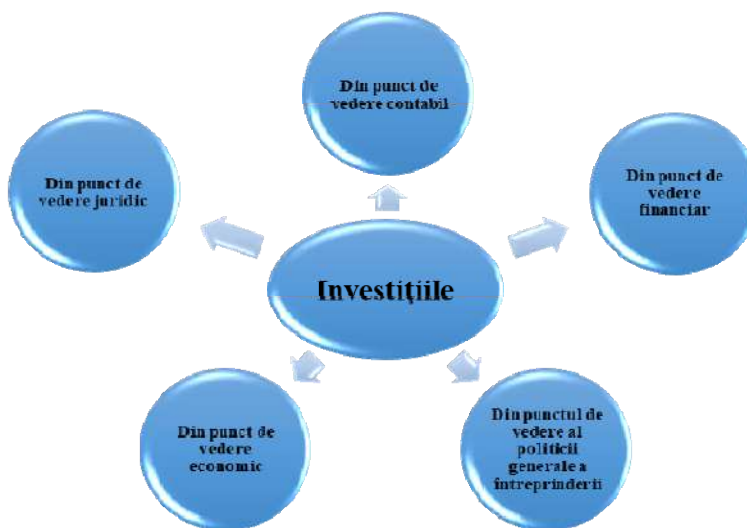 Din punct de
vedere contabil
Din punct de
vedere juridic
Din punct de
vedere
financiar
Investiţiile
Din punct de
vedere
economic
Din punctul de
vedere al
politicii
generale a
întreprinderii